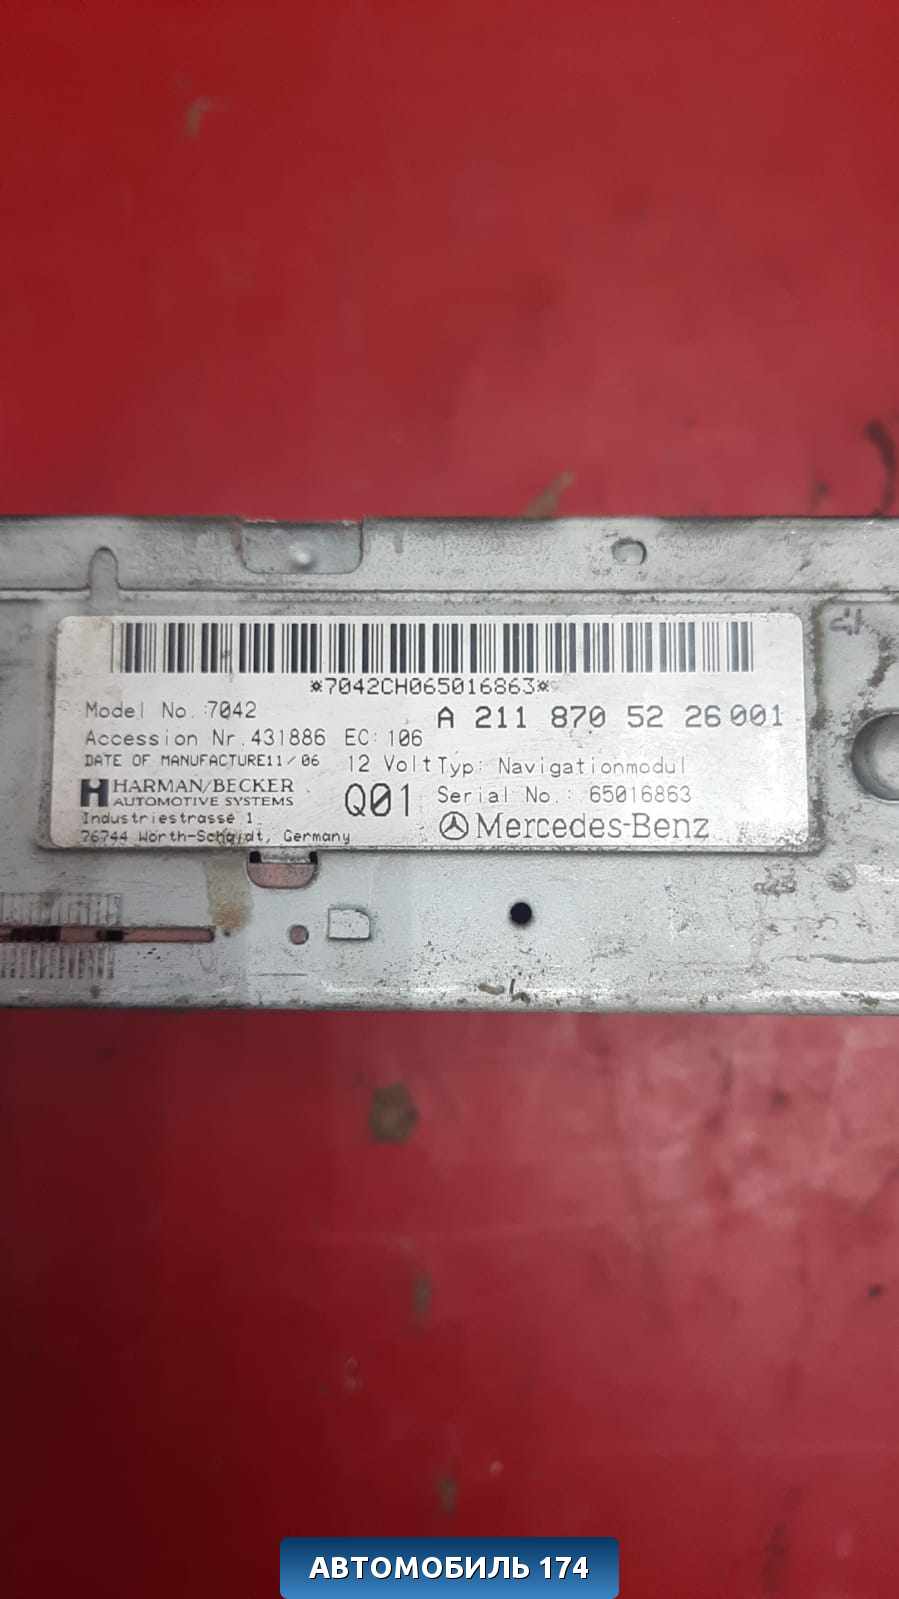 *7042CH065016863*
Model No.:7042
A 211 870 52 26 001
Accession Nr.431886 EC: 106
DATE OF MANUFACTURE11/06
12 Volt Typ: Navigationmodul
HARMAN/BECKER
AUTOMOTIVE SYSTEMS
Q01
Serial No.: 65016863
Industriestrasse 1
76744 Wörth-Schaidt, Germany
Mercedes-Benz
АВТОМОБИЛЬ 174